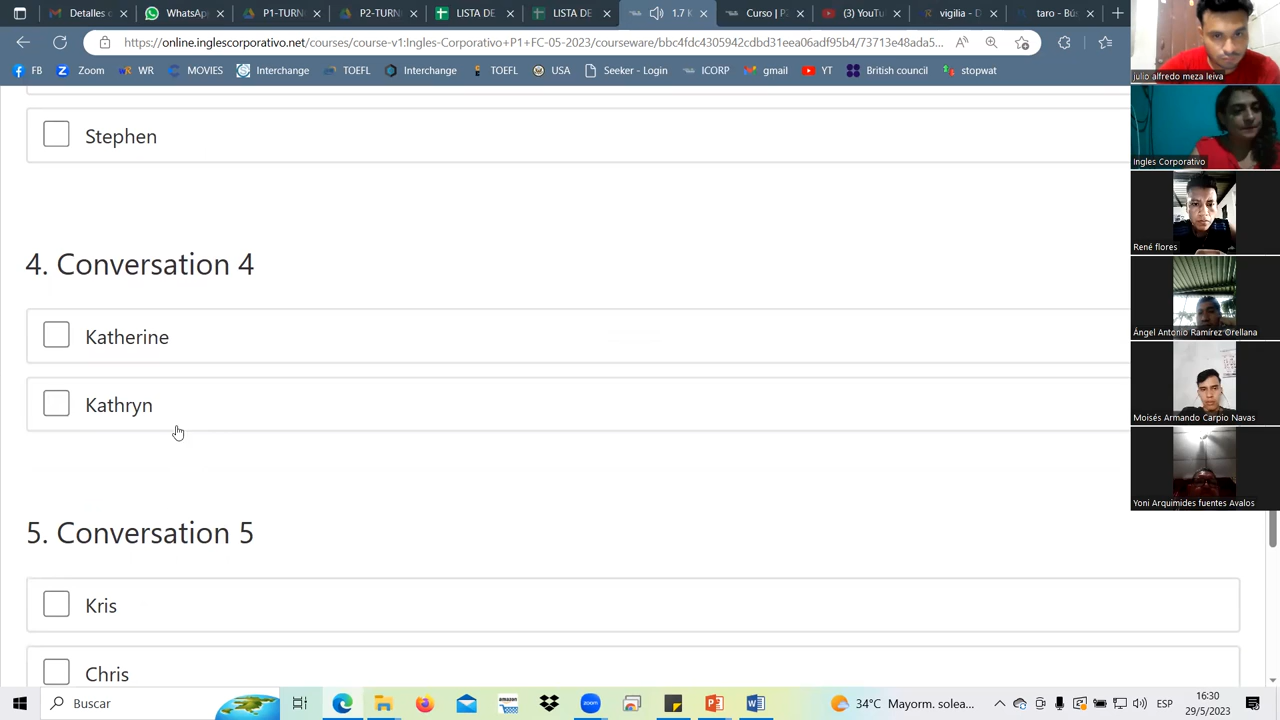 Detalles c
WhatsApp
P1-TURN
P2-TURN
LISTA DE
LISTA DE
1.7 K
Curso | P
(3) YouTu
vigilia - D
taro - Bús
https://online.inglescorporativo.net/courses/course-v1:Ingles-Corporativo+P1+FC-05-2023/courseware/bbc4fdc4305942cdbd31eea06adf95b4/73713e48ada5...
FB
Zoom
WR
MOVIES
Interchange
TOEFL
Interchange
TOEFL
USA
Seeker - Login
ICORP
gmail
YT
British council
stopwat
Stephen
4. Conversation 4
Katherine
Kathryn
5. Conversation 5
Kris
Chris
julio alfredo meza leiva
Ingles Corporativo
René flores
Ángel Antonio Ramírez Orellana
Moisés Armando Carpio Navas
Yoni Arquimides fuentes Avalos
Buscar
34°C Mayorm. solea...
ESP
16:30
29/5/2023